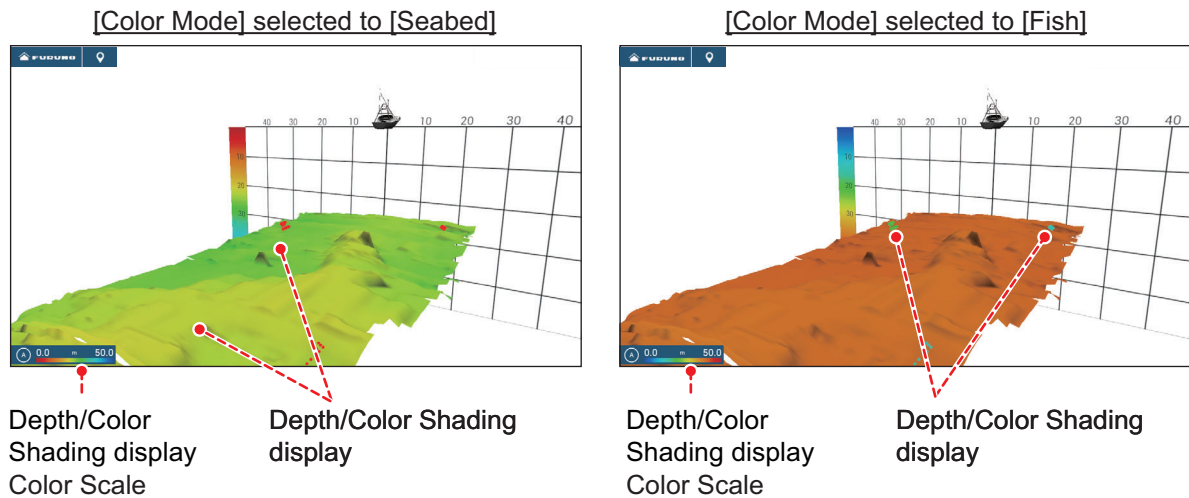 [Color Mode] selected to [Seabed]
[Color Mode] selected to [Fish]
FURUNO
40 30 20 10 10 20 30 40
10
20
30
A 0.0 m 50.0
FURUNO
40 30 20 10 10 20 30 40
10
20
30
A 0.0 m 50.0
Depth/Color
Shading display
Color Scale
Depth/Color Shading
display
Depth/Color
Shading display
Color Scale
Depth/Color Shading
display